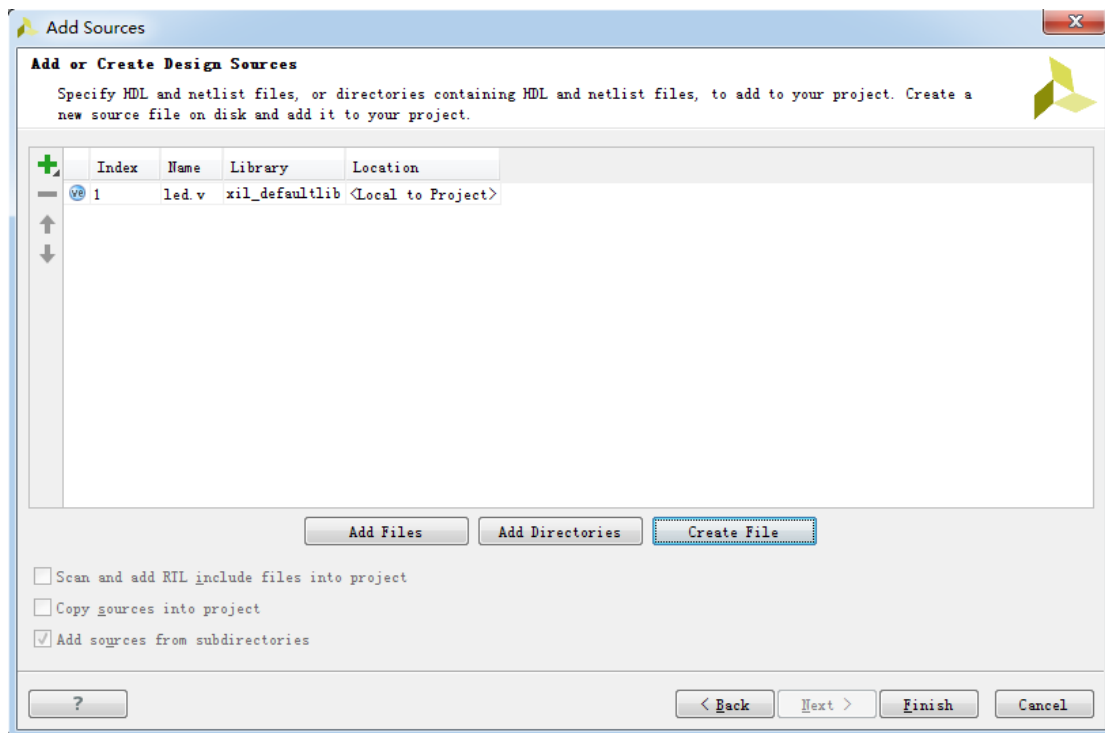 Add Sources
Add or Create Design Sources
Specify HDL and netlist files, or directories containing HDL and netlist files, to add to your project. Create a
new source file on disk and add it to your project.
Index Name Library Location
1 led.v xil_defaultlib <Local to Project>
Add Files Add Directories Create File
Scan and add RTL include files into project
Copy sources into project
Add sources from subdirectories
? < Back Next > Finish Cancel